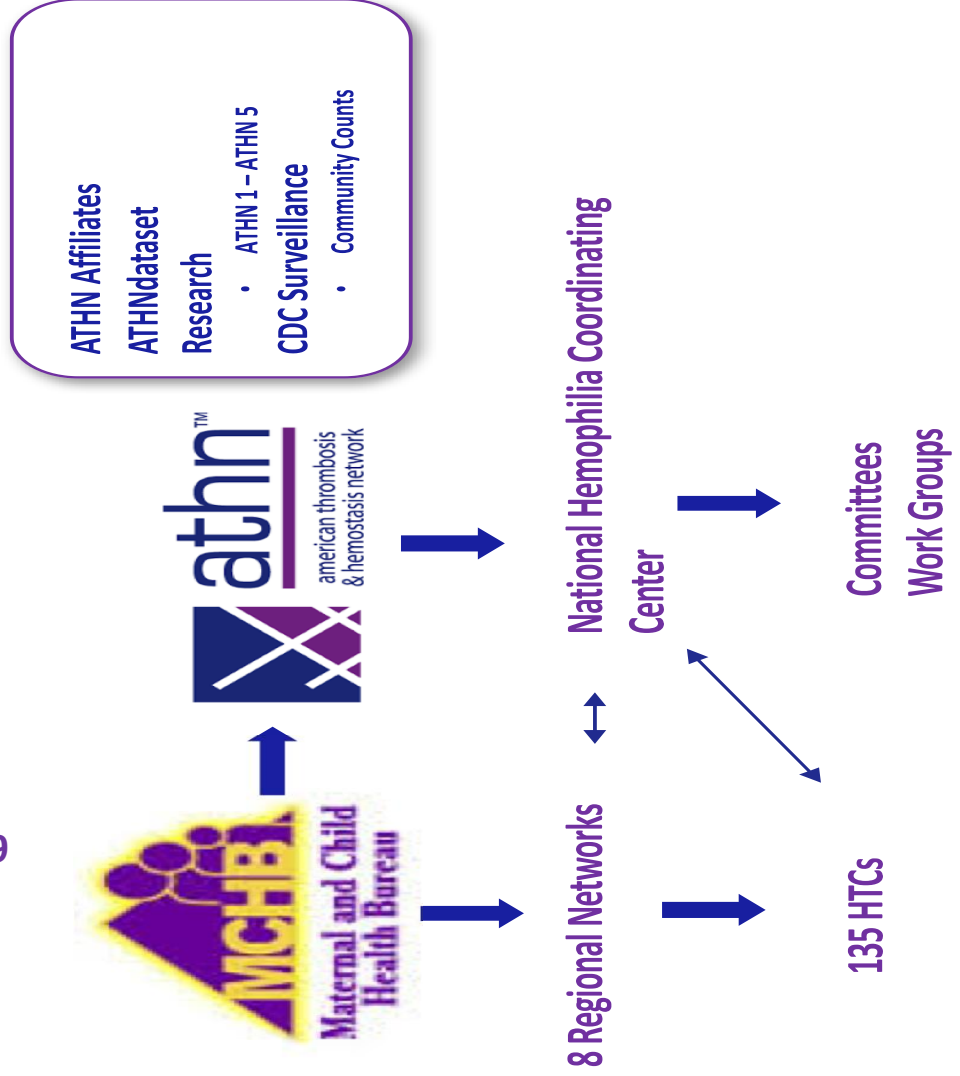 9
MCHB
Maternal and Child
Health Bureau
athn™
american thrombosis
& hemostasis network
ATHN Affiliates
ATHNdataset
Research
• ATHN 1 – ATHN 5
CDC Surveillance
• Community Counts
8 Regional Networks
National Hemophilia Coordinating
Center
135 HTCs
Committees
Work Groups